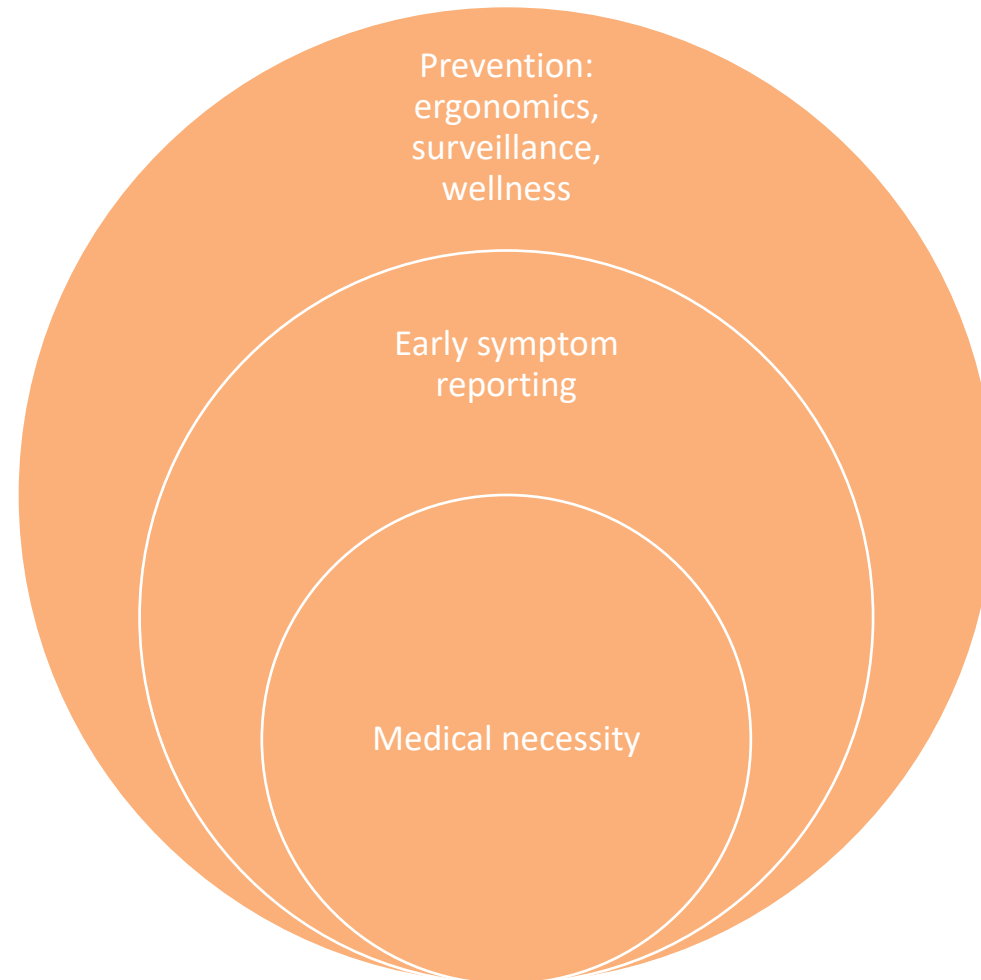 Prevention:
ergonomics,
surveillance,
wellness
Early symptom
reporting
Medical necessity